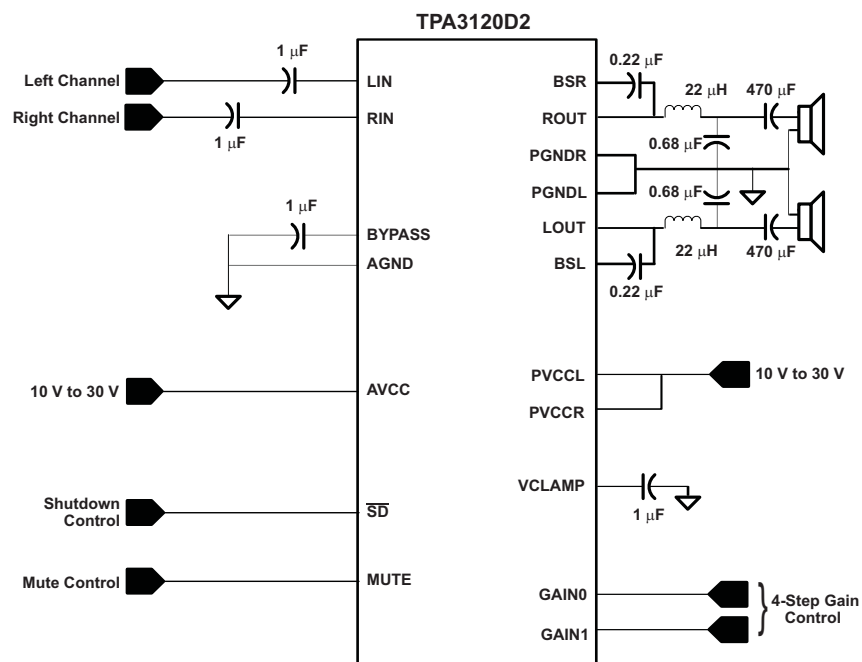 TPA3120D2
1 μF
Left Channel
LIN
Right Channel
RIN
1 μF
1 μF
BYPASS
AGND
10 V to 30 V
AVCC
Shutdown
Control
SD
Mute Control
MUTE
0.22 μF
BSR
22 μH
470 μF
ROUT
0.68 μF
PGNDR
PGNDL
0.68 μF
LOUT
22 μH
470 μF
BSL
0.22 μF
PVCCL
10 V to 30 V
PVCCR
VCLAMP
1 μF
GAIN0
GAIN1
4-Step Gain
Control